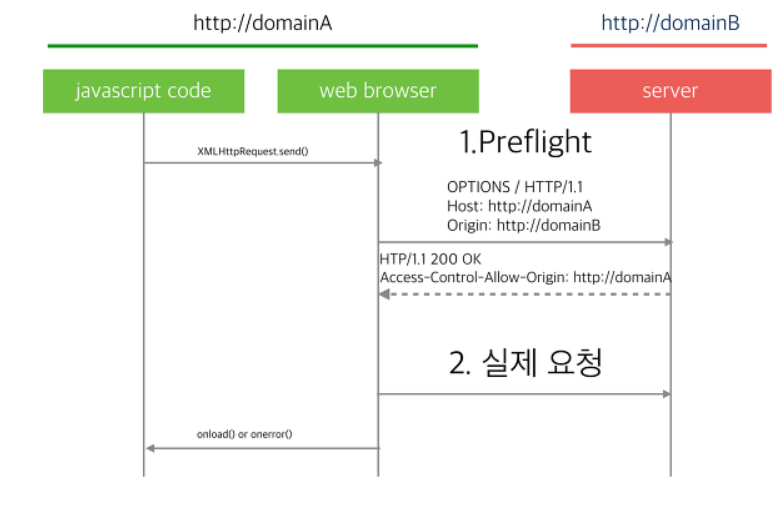 http://domainA
http://domainB
javascript code
web browser
server
1.Preflight
XMLHttpRequest.send()
OPTIONS / HTTP/1.1
Host: http://domainA
Origin: http://domainB
HTP/1.1 200 OK
Access-Control-Allow-Origin: http://domainA
2. 실제 요청
onload() or onerror()